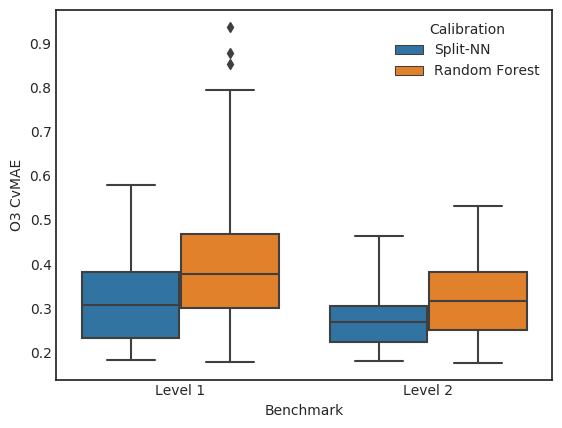 Calibration
Split-NN
Random Forest
O3 CvMAE
0.9
0.8
0.7
0.6
0.5
0.4
0.3
0.2
Level 1
Level 2
Benchmark